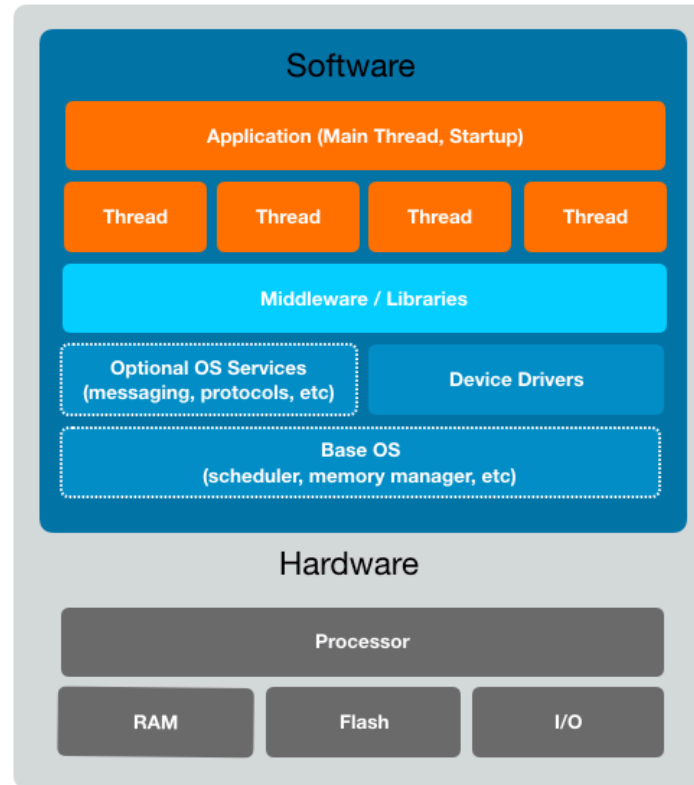 Software
Application (Main Thread, Startup)
Thread
Thread
Thread
Thread
Middleware / Libraries
Optional OS Services
(messaging, protocols, etc)
Device Drivers
Base OS
(scheduler, memory manager, etc)
Hardware
Processor
RAM
Flash
I/O